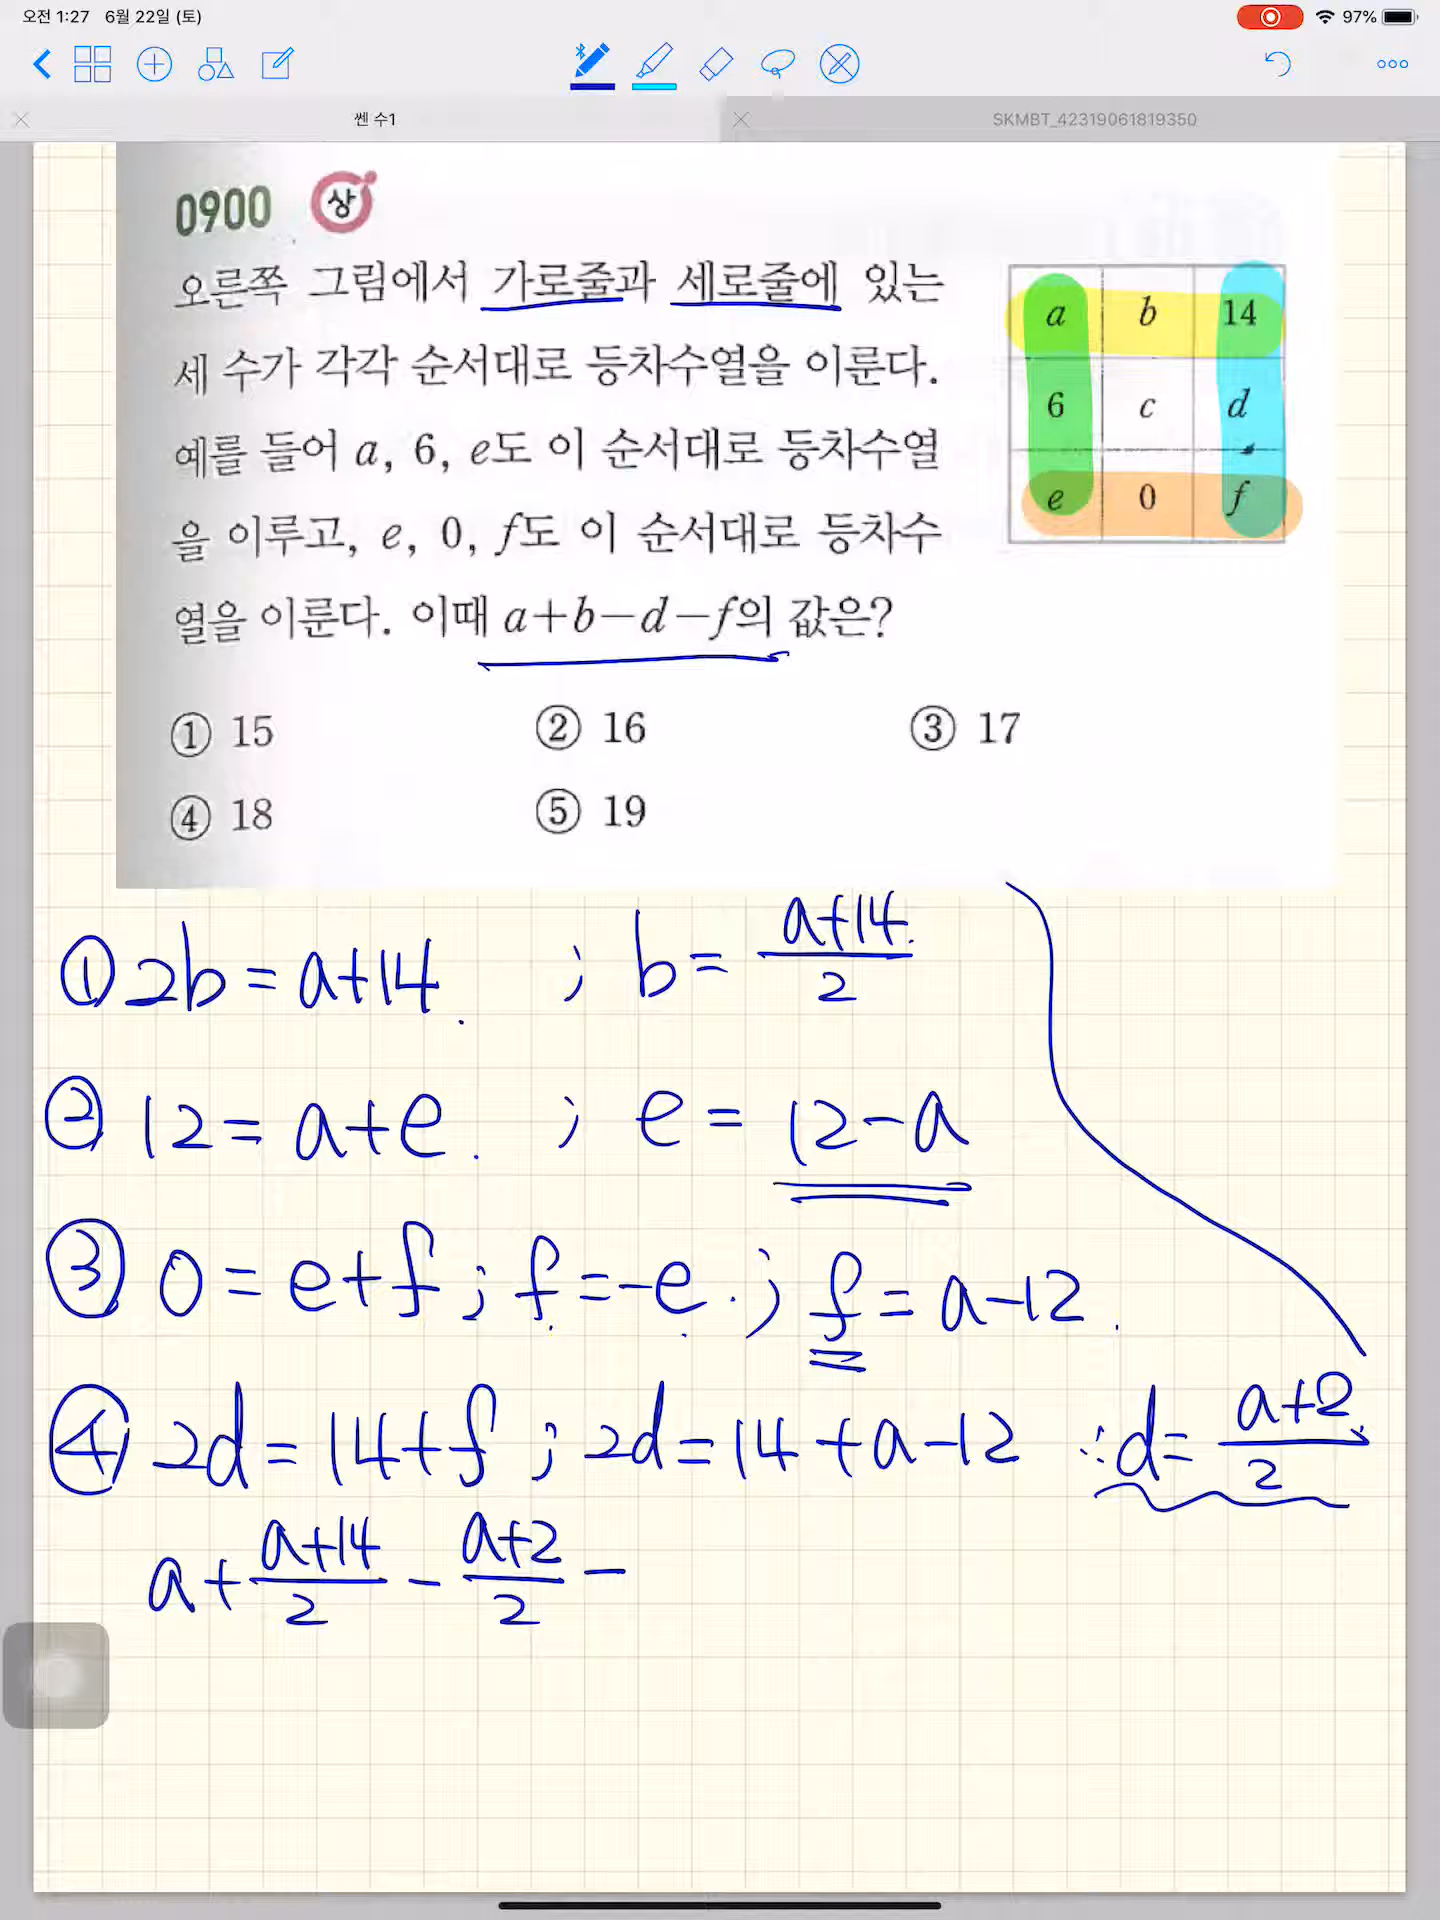 오전 1:27 6월 22일 (토) 97%
쎈 수1 SKMBT_42319061819350
0900 상
오른쪽 그림에서 가로줄과 세로줄에 있는
세 수가 각각 순서대로 등차수열을 이룬다.
예를 들어 a, 6, e도 이 순서대로 등차수열
을 이루고, e, 0, f도 이 순서대로 등차수
열을 이룬다. 이때 a+b-d-f의 값은?
a b 14
6 c d
e 0 f
① 15 ② 16 ③ 17
④ 18 ⑤ 19
① 2b = a+14. ; b = (a+14)/2
② 12 = a+e. ; e = 12-a
③ 0 = e+f ; f = -e. ; f = a-12.
④ 2d = 14+f ; 2d = 14+a-12 ∴ d = (a+2)/2
a + (a+14)/2 - (a+2)/2 -